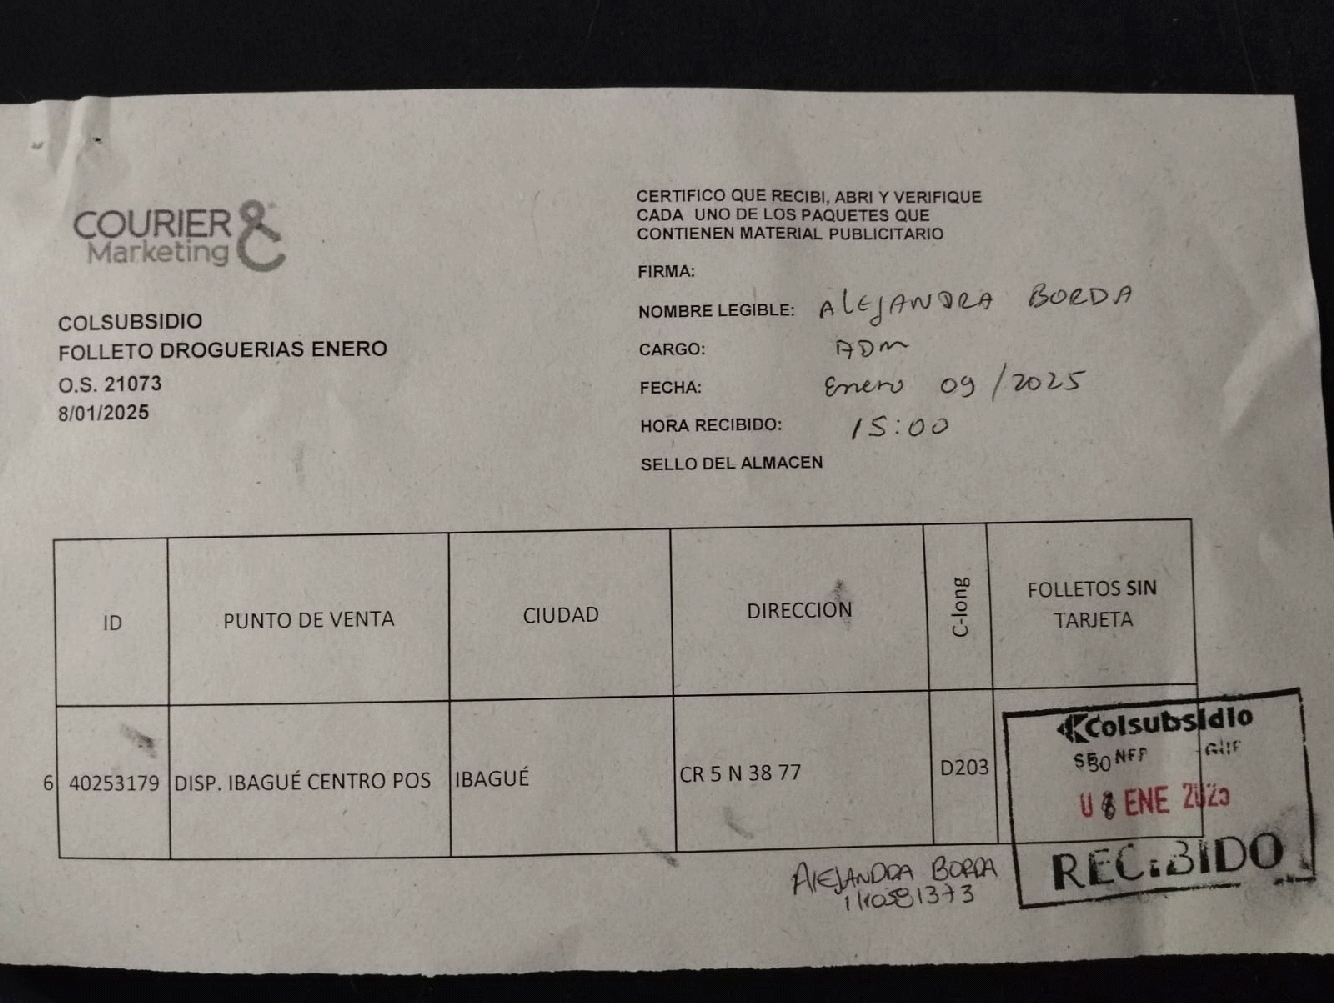 COURIER
Marketing
COLSUBSIDIO
FOLLETO DROGUERIAS ENERO
O.S. 21073
8/01/2025
CERTIFICO QUE RECIBI, ABRI Y VERIFIQUE
CADA UNO DE LOS PAQUETES QUE
CONTIENEN MATERIAL PUBLICITARIO
FIRMA:
NOMBRE LEGIBLE: ALEJANDRA BORDA
CARGO: ADM
FECHA: Enero 09/2025
HORA RECIBIDO: 15:00
SELLO DEL ALMACEN
ID PUNTO DE VENTA CIUDAD DIRECCION C-long FOLLETOS SIN TARJETA
6 40253179 DISP. IBAGUÉ CENTRO POS IBAGUÉ CR 5 N 38 77 D203
Colsubsidio
ENE 2025
RECIBIDO
ALEJANDRA BORDA